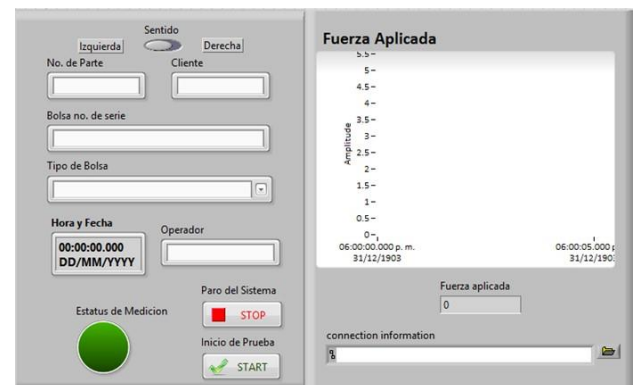 Sentido
Izquierda
Derecha
No. de Parte
Cliente
Bolsa no. de serie
Tipo de Bolsa
Hora y Fecha
00:00:00.000
DD/MM/YYYY
Operador
Estatus de Medicion
Paro del Sistema
STOP
Inicio de Prueba
START
Fuerza Aplicada
5.5
5
4.5
4
3.5
3
2.5
2
1.5
1
0.5
0
Amplitude
06:00:00.000 p. m.
31/12/1903
06:00:05.000 p
31/12/190
Fuerza aplicada
0
connection information